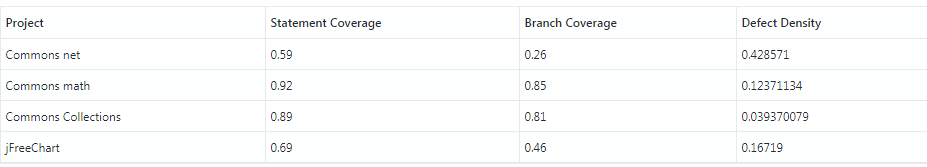 Project Statement Coverage Branch Coverage Defect Density
Commons net 0.59 0.26 0.428571
Commons math 0.92 0.85 0.12371134
Commons Collections 0.89 0.81 0.039370079
jFreeChart 0.69 0.46 0.16719